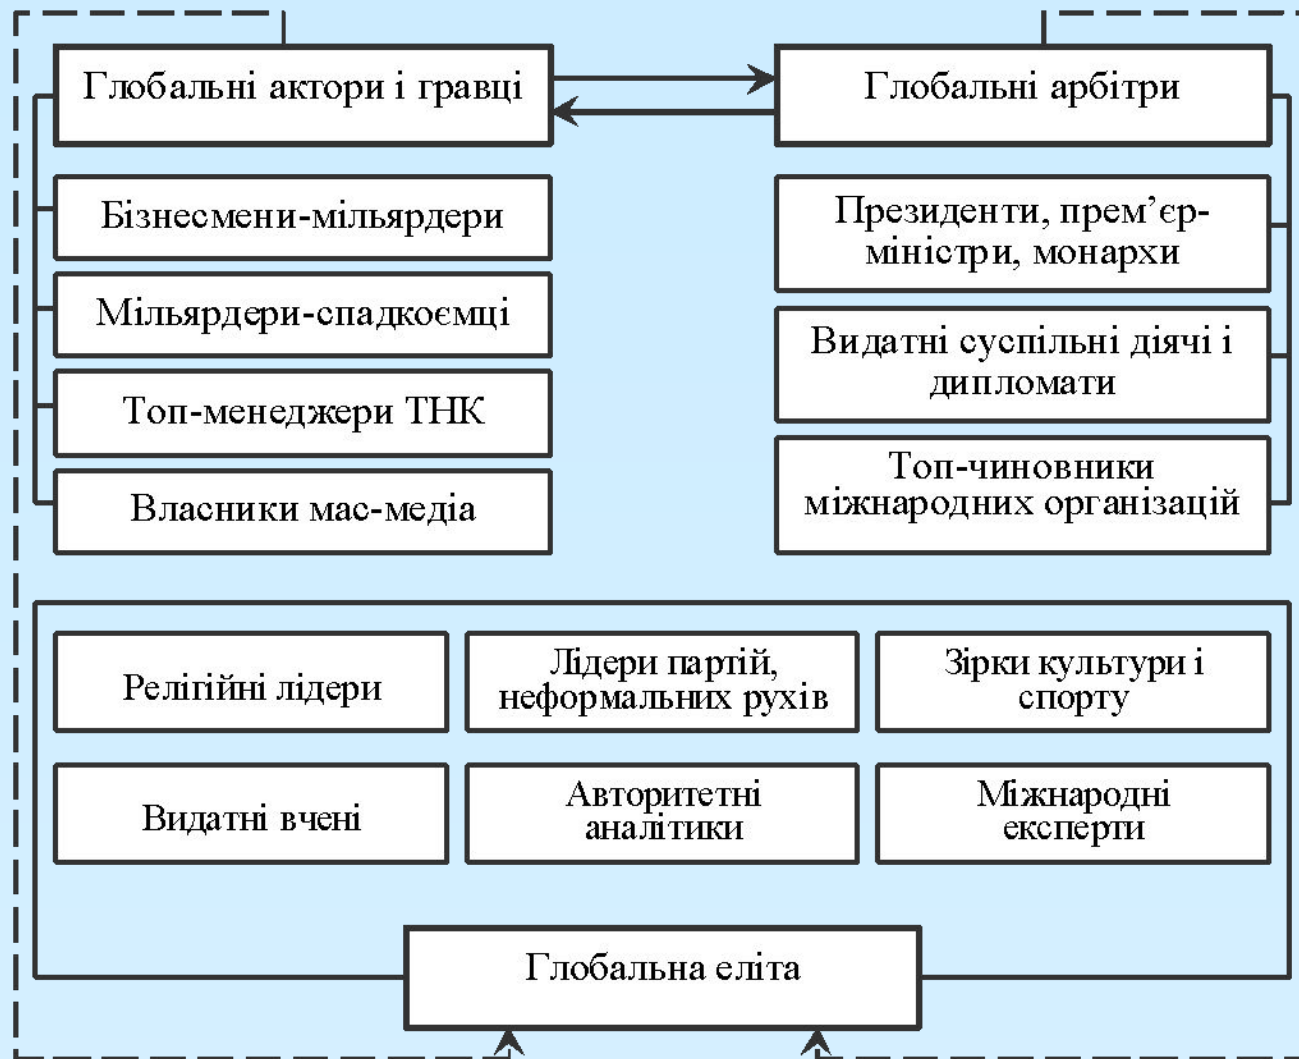 Глобальні актори і гравці
Бізнесмени-мільярдери
Мільярдери-спадкоємці
Топ-менеджери ТНК
Власники мас-медіа
Глобальні арбітри
Президенти, прем’єр-
міністри, монархи
Видатні суспільні діячі і
дипломати
Топ-чиновники
міжнародних організацій
Релігійні лідери
Лідери партій,
неформальних рухів
Зірки культури і
спорту
Видатні вчені
Авторитетні
аналітики
Міжнародні
експерти
Глобальна еліта